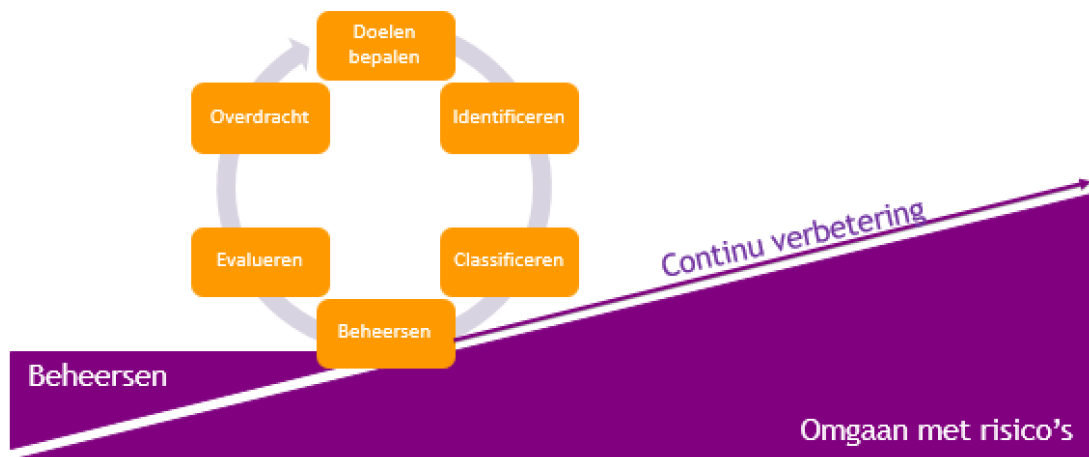 Doelen
bepalen
Overdracht
Identificeren
Evalueren
Classificeren
Beheersen
Continu verbetering
Beheersen
Omgaan met risico's